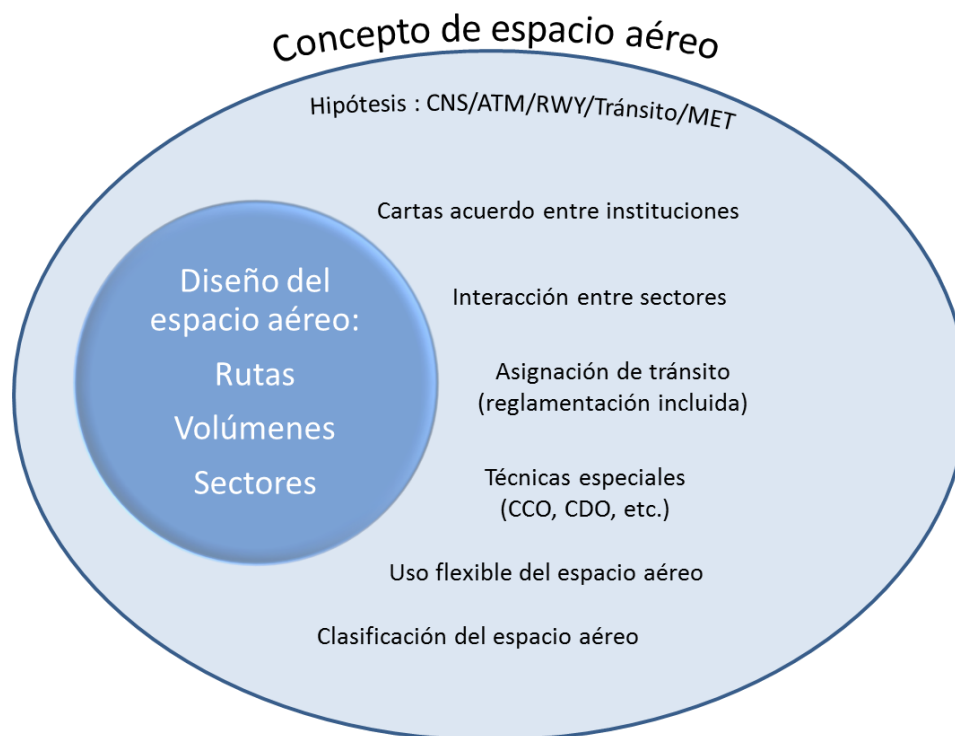 Concepto de espacio aéreo
Hipótesis : CNS/ATM/RWY/Tránsito/MET
Cartas acuerdo entre instituciones
Interacción entre sectores
Asignación de tránsito
(reglamentación incluida)
Técnicas especiales
(CCO, CDO, etc.)
Uso flexible del espacio aéreo
Clasificación del espacio aéreo
Diseño del
espacio aéreo:
Rutas
Volúmenes
Sectores